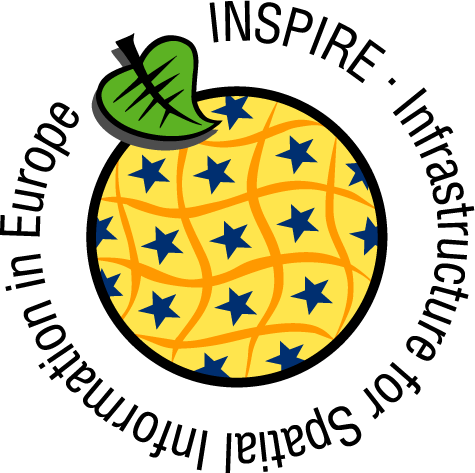 INSPIRE · Infrastructure for Spatial Information in Europe